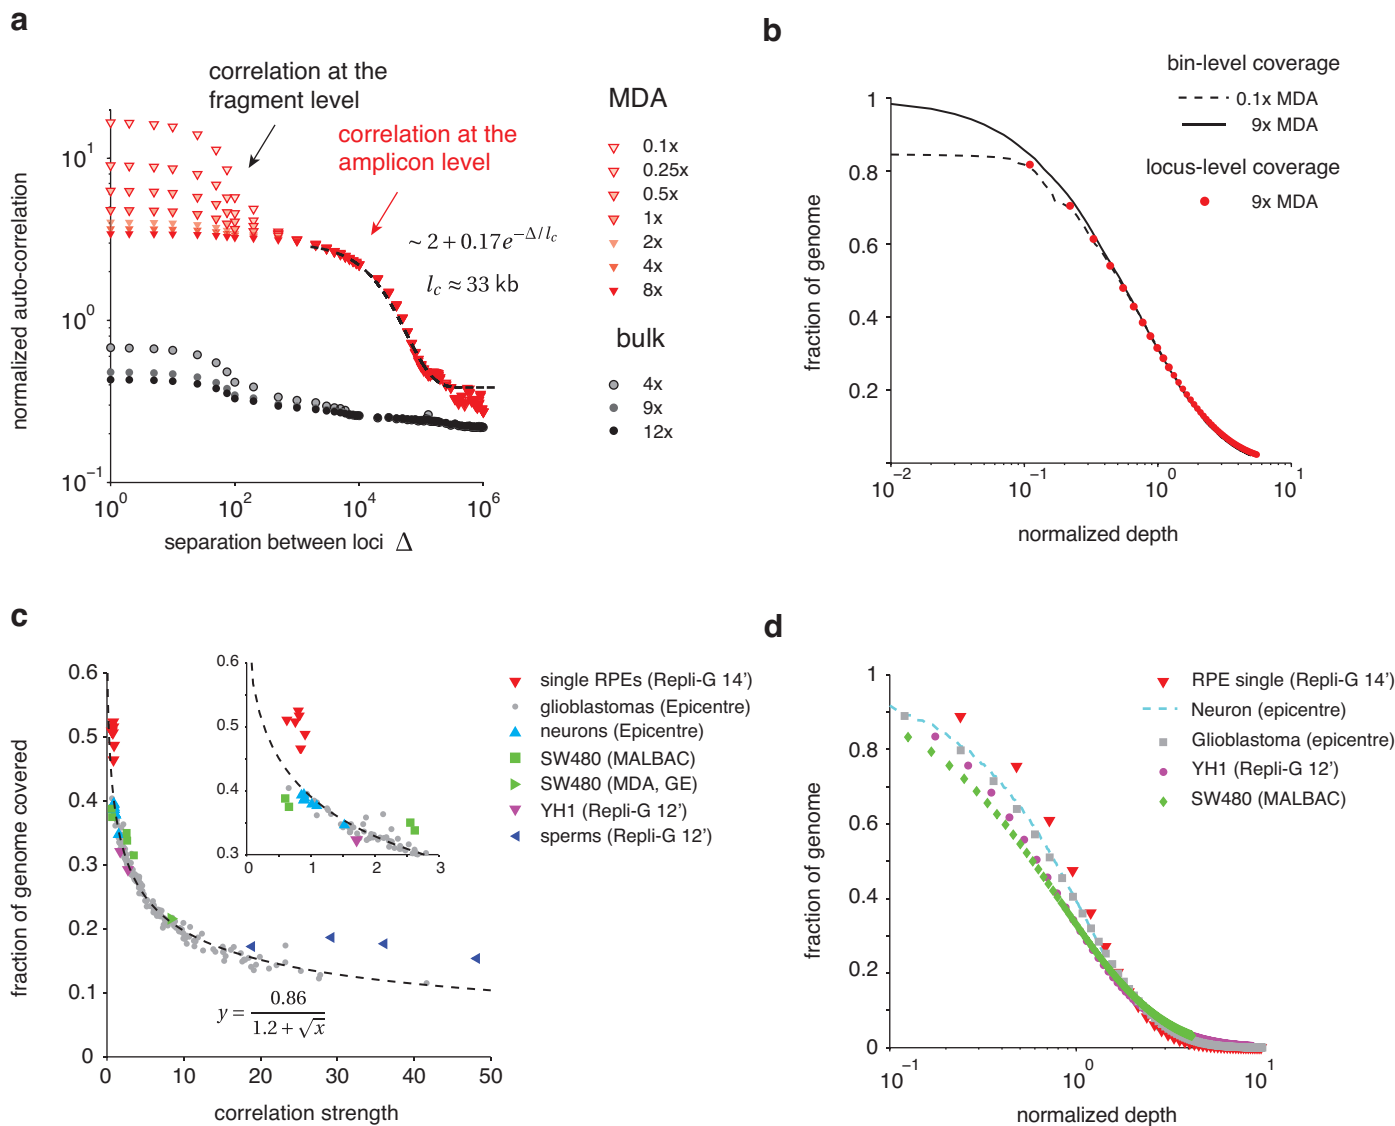 a
correlation at the
fragment level
correlation at the
amplicon level
~ 2 + 0.17e^{-Δ/l_c}
l_c ≈ 33 kb
normalized auto-correlation
10^1
10^0
10^{-1}
10^0 10^2 10^4 10^6
separation between loci Δ
MDA
0.1x
0.25x
0.5x
1x
2x
4x
8x
bulk
4x
9x
12x
b
bin-level coverage
0.1x MDA
9x MDA
locus-level coverage
9x MDA
fraction of genome
1
0.8
0.6
0.4
0.2
10^{-2} 10^{-1} 10^0 10^1
normalized depth
c
fraction of genome covered
0.6
0.5
0.4
0.3
0.2
0.1
0
0 10 20 30 40 50
correlation strength
0.6
0.5
0.4
0.3
0 1 2 3
y = 0.86 / (1.2 + √x)
single RPEs (Repli-G 14’)
glioblastomas (Epicentre)
neurons (Epicentre)
SW480 (MALBAC)
SW480 (MDA, GE)
YH1 (Repli-G 12’)
sperms (Repli-G 12’)
d
RPE single (Repli-G 14’)
Neuron (epicentre)
Glioblastoma (epicentre)
YH1 (Repli-G 12’)
SW480 (MALBAC)
fraction of genome
1
0.8
0.6
0.4
0.2
0
10^{-1} 10^0 10^1
normalized depth